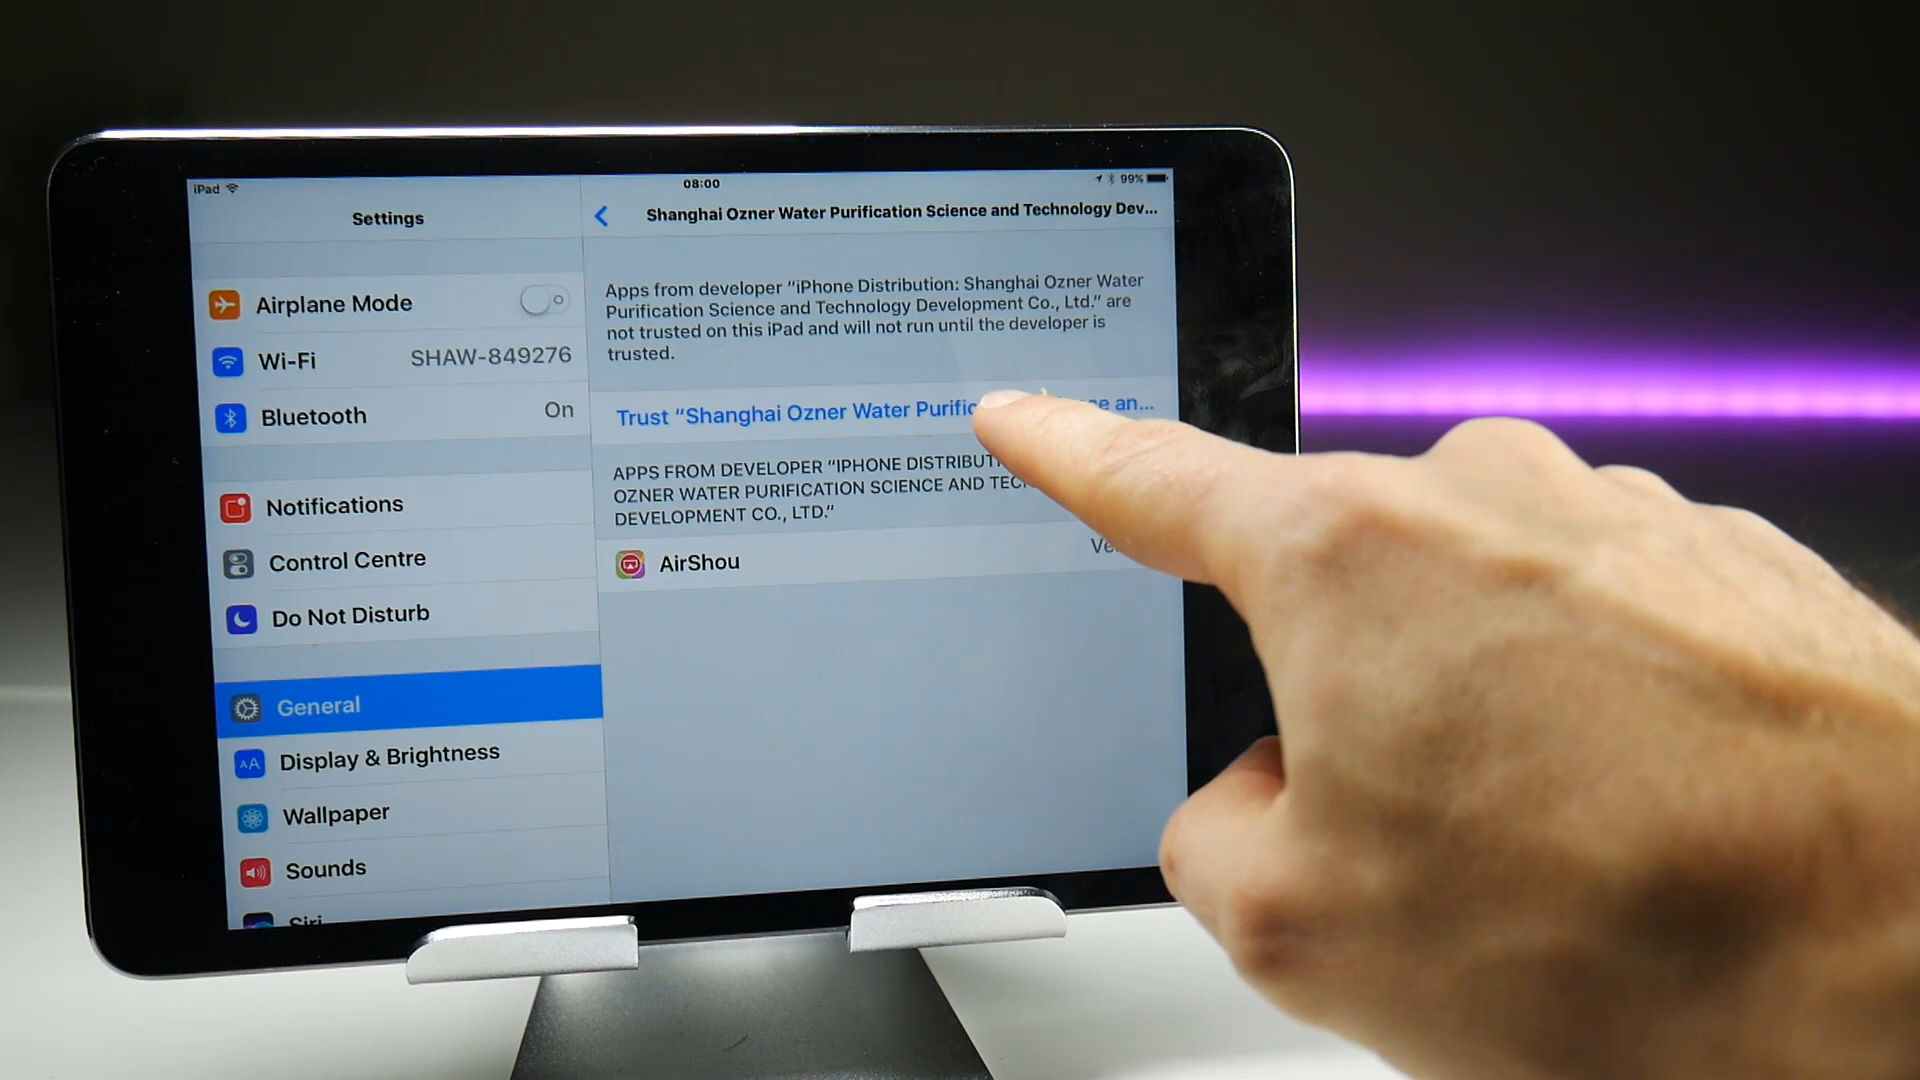 iPad
08:00
99%
Settings
Shanghai Ozner Water Purification Science and Technology Dev...
Airplane Mode
Wi-Fi SHAW-849276
Bluetooth On
Notifications
Control Centre
Do Not Disturb
General
Display & Brightness
Wallpaper
Sounds
Siri
Apps from developer “iPhone Distribution: Shanghai Ozner Water
Purification Science and Technology Development Co., Ltd.” are
not trusted on this iPad and will not run until the developer is
trusted.
Trust “Shanghai Ozner Water an...
APPS FROM DEVELOPER “IPHONE
OZNER WATER PURIFICATION SCIENCE AND
DEVELOPMENT CO., LTD.”
AirShou